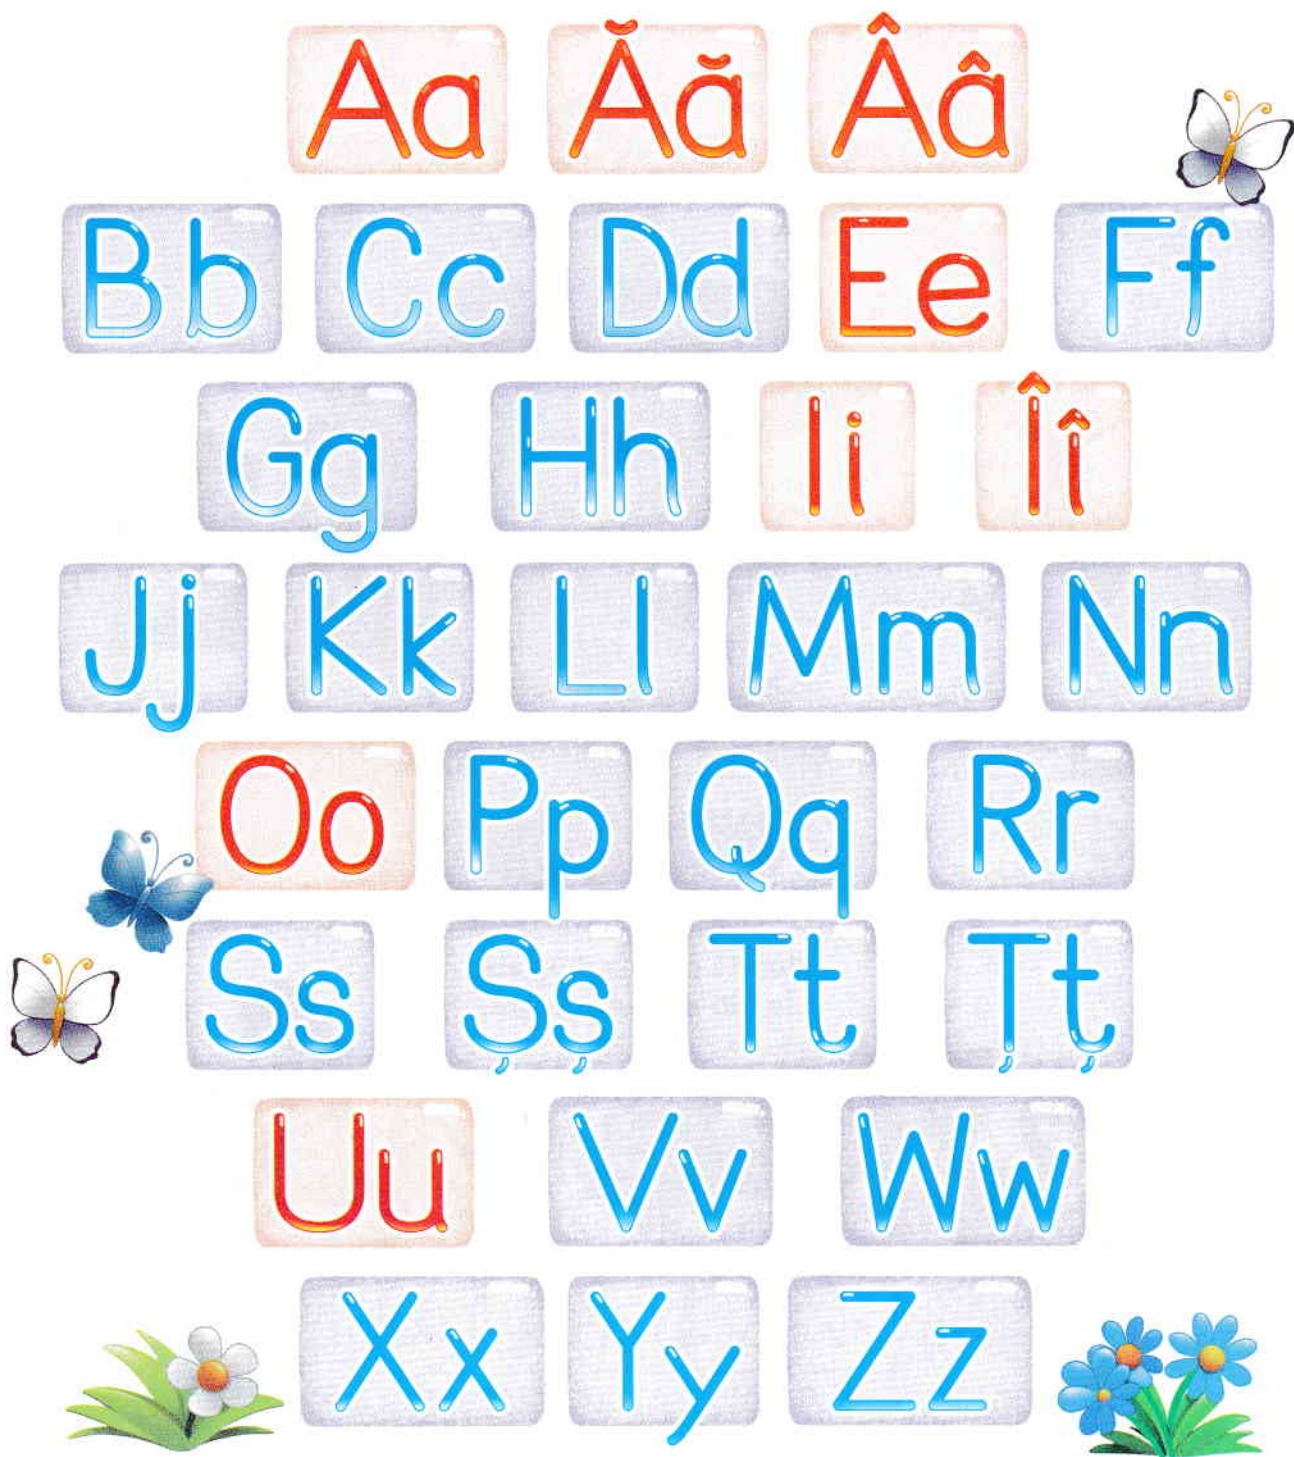 Aa Ăă Ââ
Bb Cc Dd Ee Ff
Gg Hh Ii Îî
Jj Kk Ll Mm Nn
Oo Pp Qq Rr
Ss Șș Tt Țț
Uu Vv Ww
Xx Yy Zz